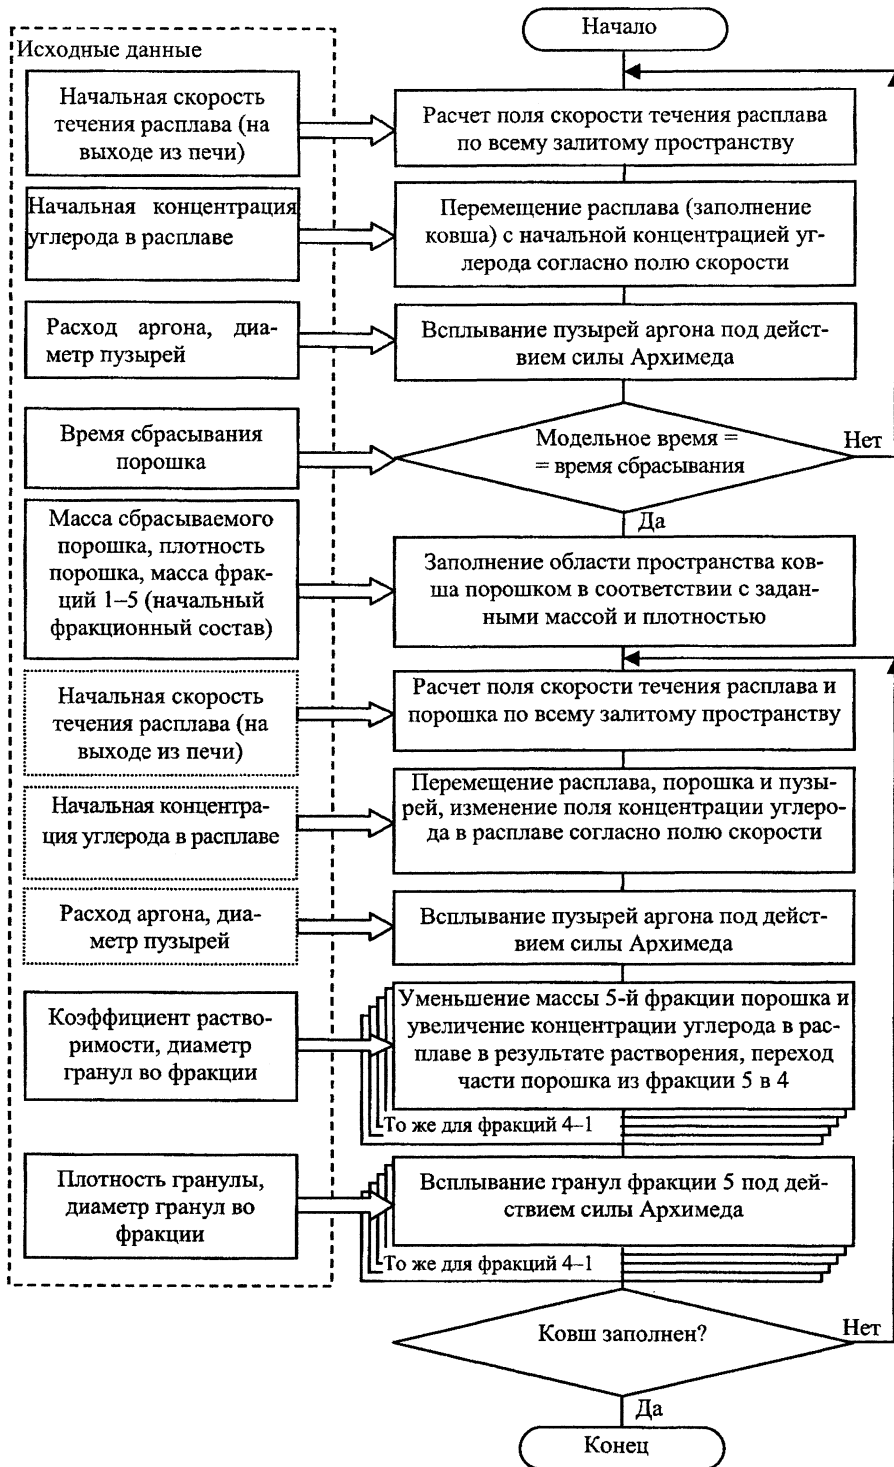 Начало
Исходные данные
Начальная скорость
течения расплава (на
выходе из печи)
Расчет поля скорости течения расплава
по всему залитому пространству
Начальная концентрация
углерода в расплаве
Перемещение расплава (заполнение
ковша) с начальной концентрацией уг-
лерода согласно полю скорости
Расход аргона, диа-
метр пузырей
Всплывание пузырей аргона под дейст-
вием силы Архимеда
Время сбрасывания
порошка
Модельное время =
= время сбрасывания
Нет
Да
Масса сбрасываемого
порошка, плотность
порошка, масса фрак-
ций 1–5 (начальный
фракционный состав)
Заполнение области пространства ков-
ша порошком в соответствии с задан-
ными массой и плотностью
Начальная скорость
течения расплава (на
выходе из печи)
Расчет поля скорости течения расплава и
порошка по всему залитому пространству
Начальная концентра-
ция углерода в расплаве
Перемещение расплава, порошка и пузы-
рей, изменение поля концентрации углеро-
да в расплаве согласно полю скорости
Расход аргона, диа-
метр пузырей
Всплывание пузырей аргона под дейст-
вием силы Архимеда
Коэффициент раство-
римости, диаметр
гранул во фракции
Уменьшение массы 5-й фракции порошка и
увеличение концентрации углерода в рас-
плаве в результате растворения, переход
части порошка из фракции 5 в 4
То же для фракций 4–1
Плотность гранулы,
диаметр гранул во
фракции
Всплывание гранул фракции 5 под дей-
ствием силы Архимеда
То же для фракций 4–1
Ковш заполнен?
Нет
Да
Конец